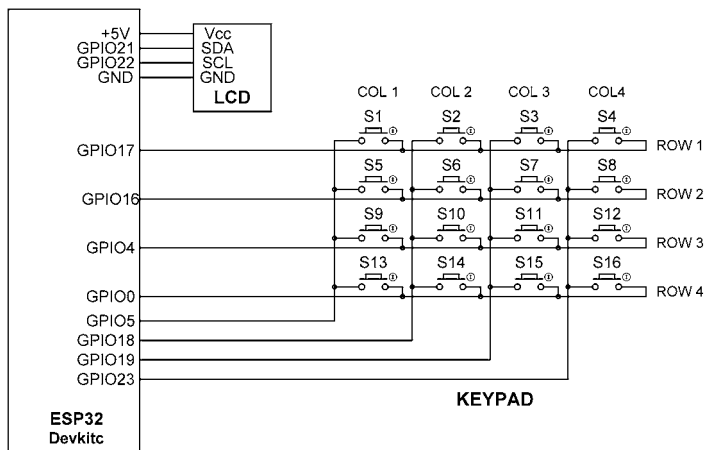 +5V Vcc
GPIO21 SDA
GPIO22 SCL
GND GND
LCD
COL 1 COL 2 COL 3 COL4
S1 S2 S3 S4
GPIO17 ROW 1
S5 S6 S7 S8
GPIO16 ROW 2
S9 S10 S11 S12
GPIO4 ROW 3
S13 S14 S15 S16
GPIO0 ROW 4
GPIO5
GPIO18
GPIO19
GPIO23
KEYPAD
ESP32
Devkitc